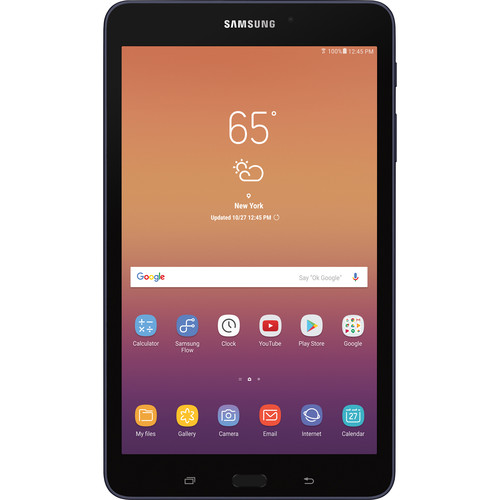 SAMSUNG
100% 12:45 PM
65°
New York
Updated 10/27 12:45 PM
Google Say "Ok Google"
Calculator Samsung Flow Clock YouTube Play Store Google
27
My files Gallery Camera Email Internet Calendar